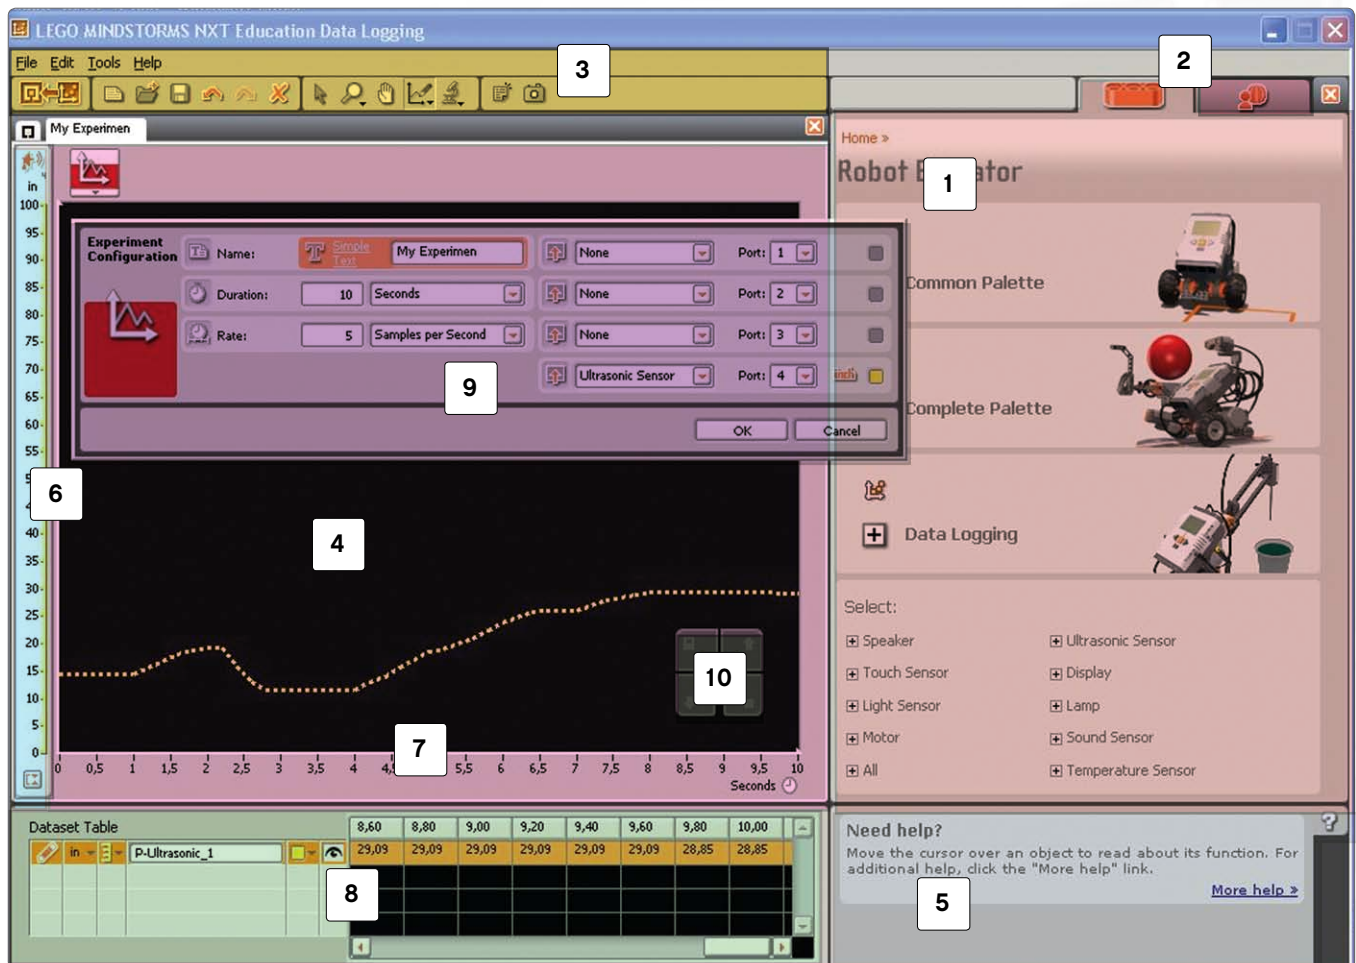 LEGO MINDSTORMS NXT Education Data Logging
File Edit Tools Help
3
2
My Experimen
Home »
1
in
100
95
90
85
80
75
70
65
60
55
40
35
30
25
20
15
10
5
0
Experiment
Configuration
Name:
Simple
Text
My Experimen
None
Port: 1
Duration:
10
Seconds
None
Port: 2
Rate:
5
Samples per Second
None
Port: 3
Ultrasonic Sensor
Port: 4
9
OK
Cancel
6
4
10
7
0 0,5 1 1,5 2 2,5 3 3,5 4 5,5 6 6,5 7 7,5 8 8,5 9 9,5 10
Seconds
Robot
Common Palette
Complete Palette
Data Logging
Select:
Speaker
Ultrasonic Sensor
Touch Sensor
Display
Light Sensor
Lamp
Motor
Sound Sensor
All
Temperature Sensor
Dataset Table
8,60 8,80 9,00 9,20 9,40 9,60 9,80 10,00
in P-Ultrasonic_1 29,09 29,09 29,09 29,09 29,09 29,09 28,85 28,85
8
Need help?
Move the cursor over an object to read about its function. For
additional help, click the "More help" link.
More help »
5
?